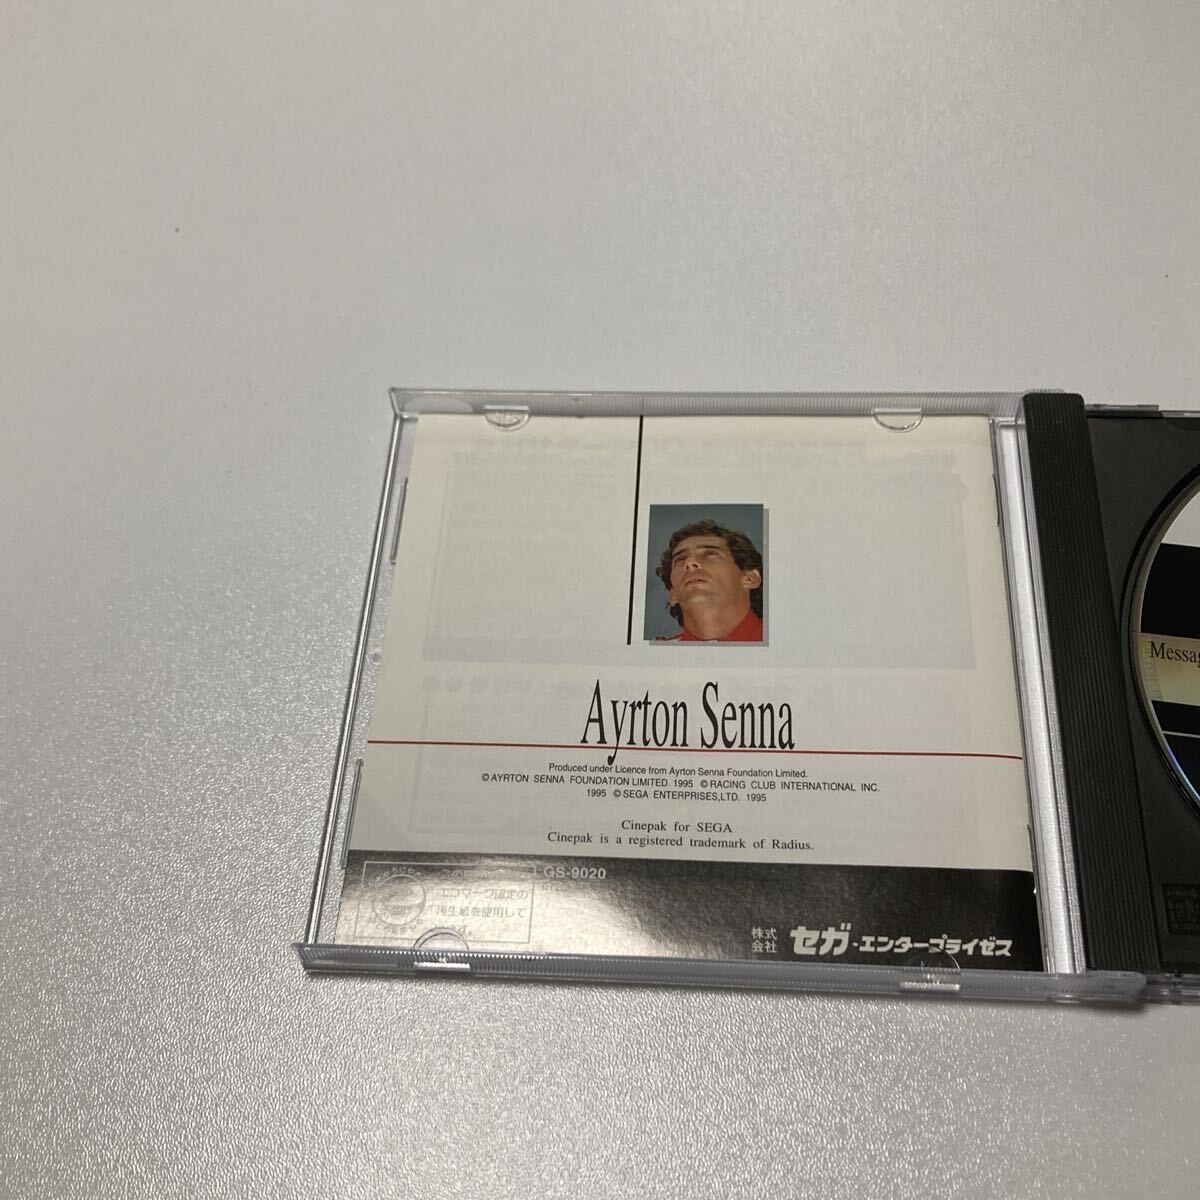 Ayrton Senna
Produced under Licence from Ayrton Senna Foundation Limited.
©AYRTON SENNA FOUNDATION LIMITED. 1995 ©RACING CLUB INTERNATIONAL INC.
1995 ©SEGA ENTERPRISES,LTD. 1995
Cinepak for SEGA
Cinepak is a registered trademark of Radius.
GS-9020
エコマーク認定の
再生紙を使用して
株式会社 セガ・エンタープライゼス
Messag